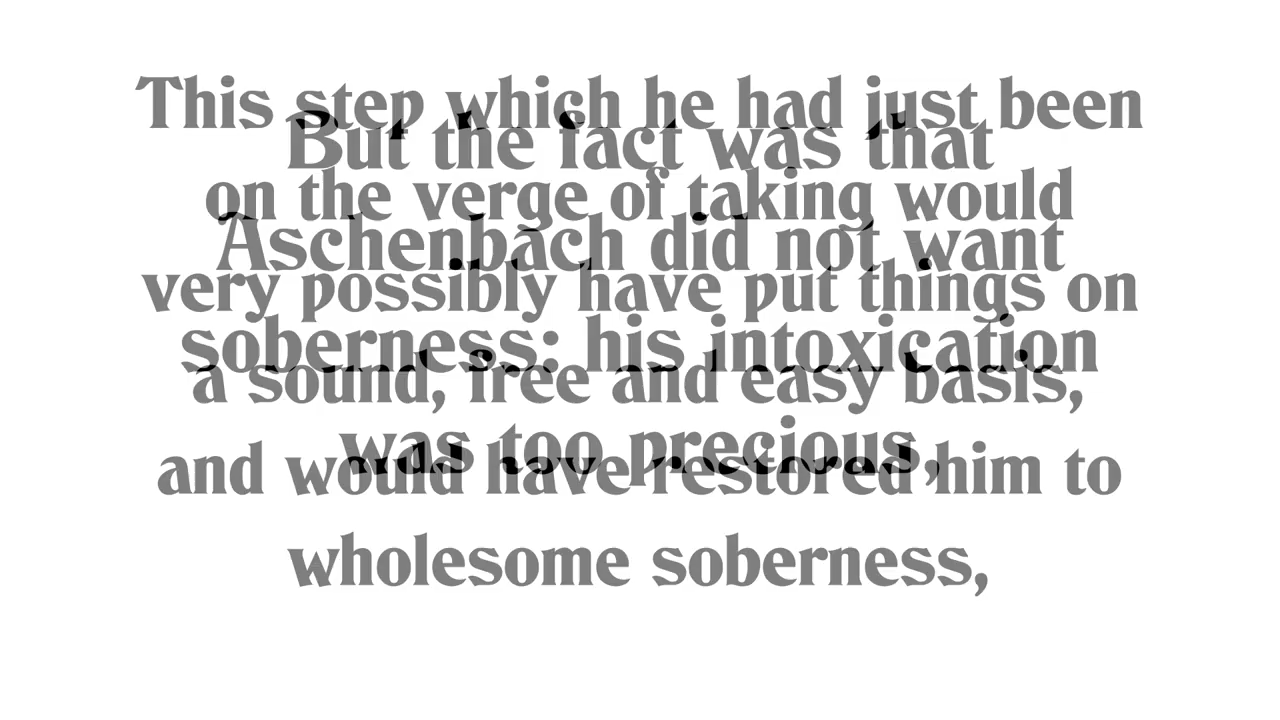 This step which he had just been
on the verge of taking would
very possibly have put things on
a sound, free and easy basis,
and would have restored him to
wholesome soberness,
But the fact was that
Aschenbach did not want
soberness: his intoxication
was too precious,